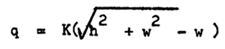 q = K(√h² + w² - w )